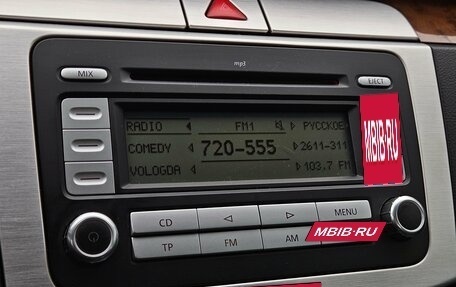 mp3
MIX
EJECT
RADIO FM1 РУССКОЕ
COMEDY 720-555 2611-311
VOLOGDA 103.7 FM
MBIB.RU
CD MENU
TP FM AM
MBIB.RU